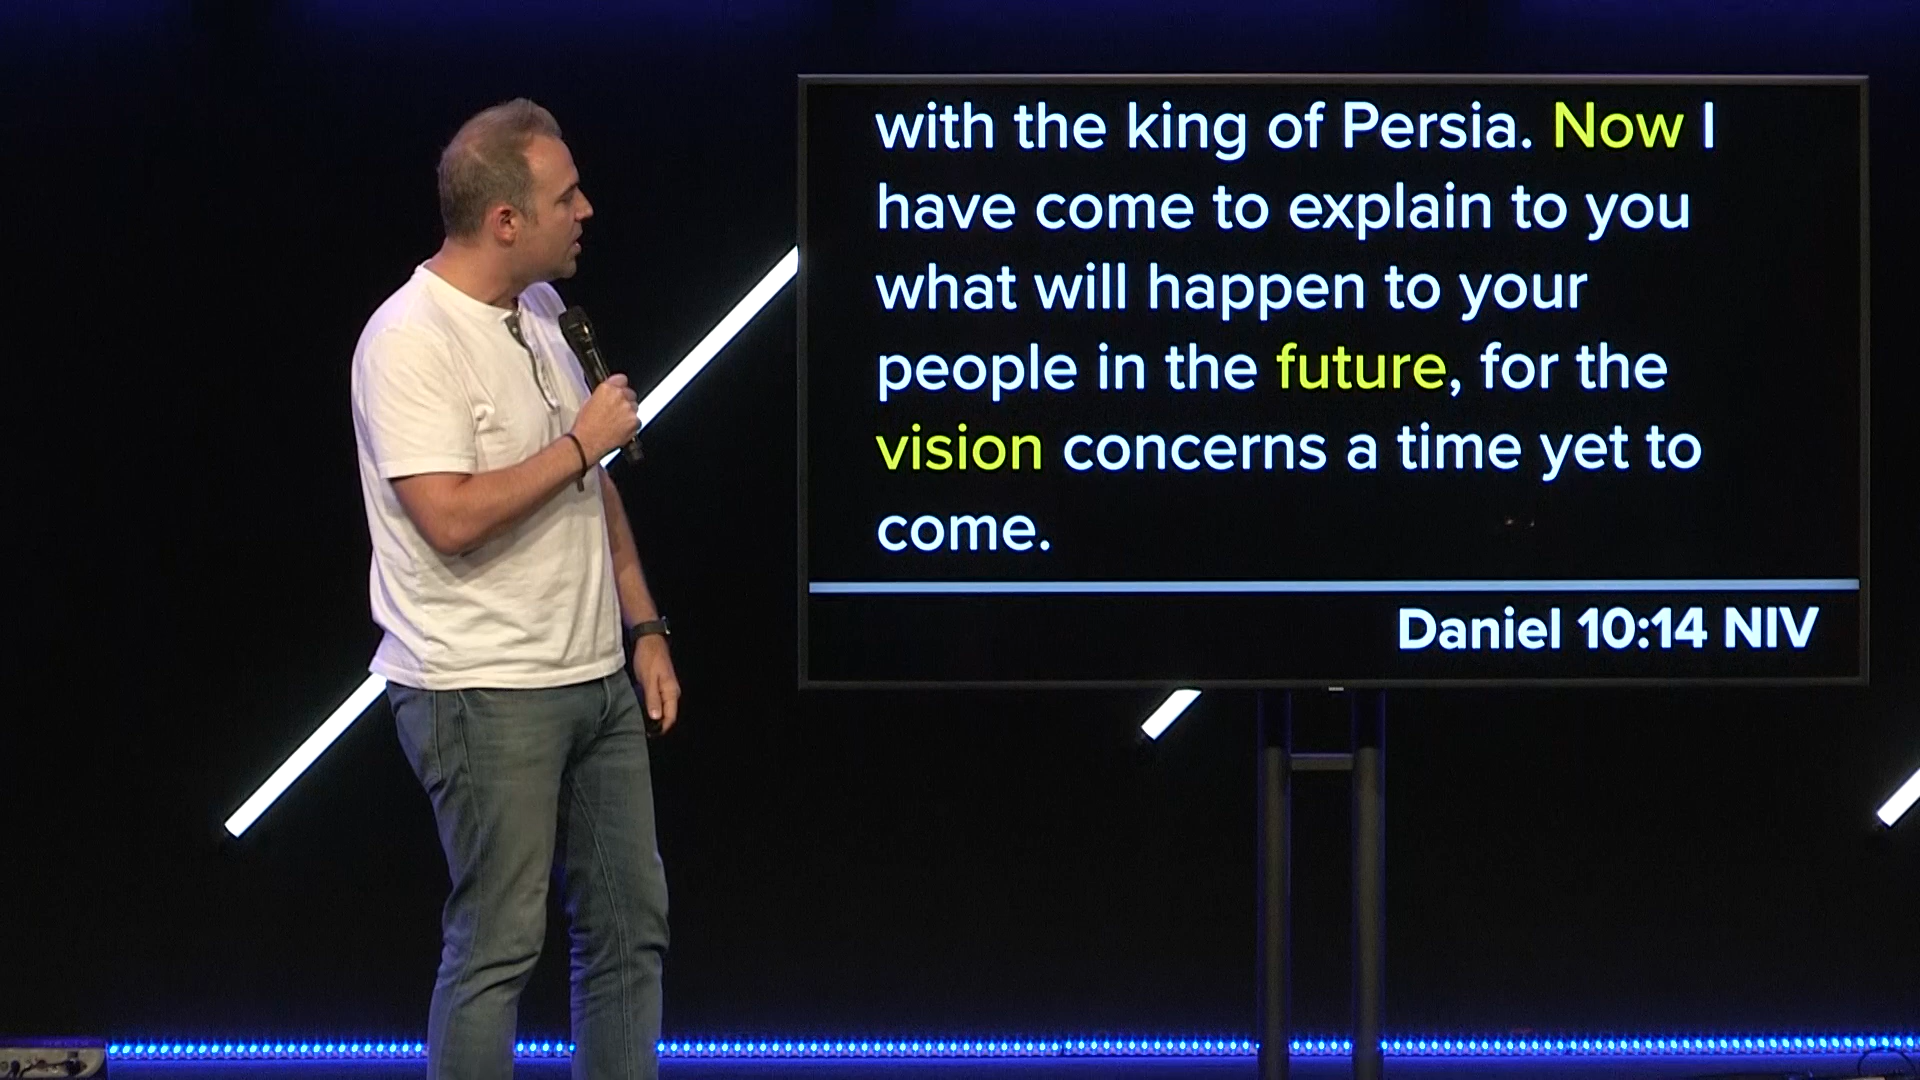 with the king of Persia. Now I
have come to explain to you
what will happen to your
people in the future, for the
vision concerns a time yet to
come.
Daniel 10:14 NIV